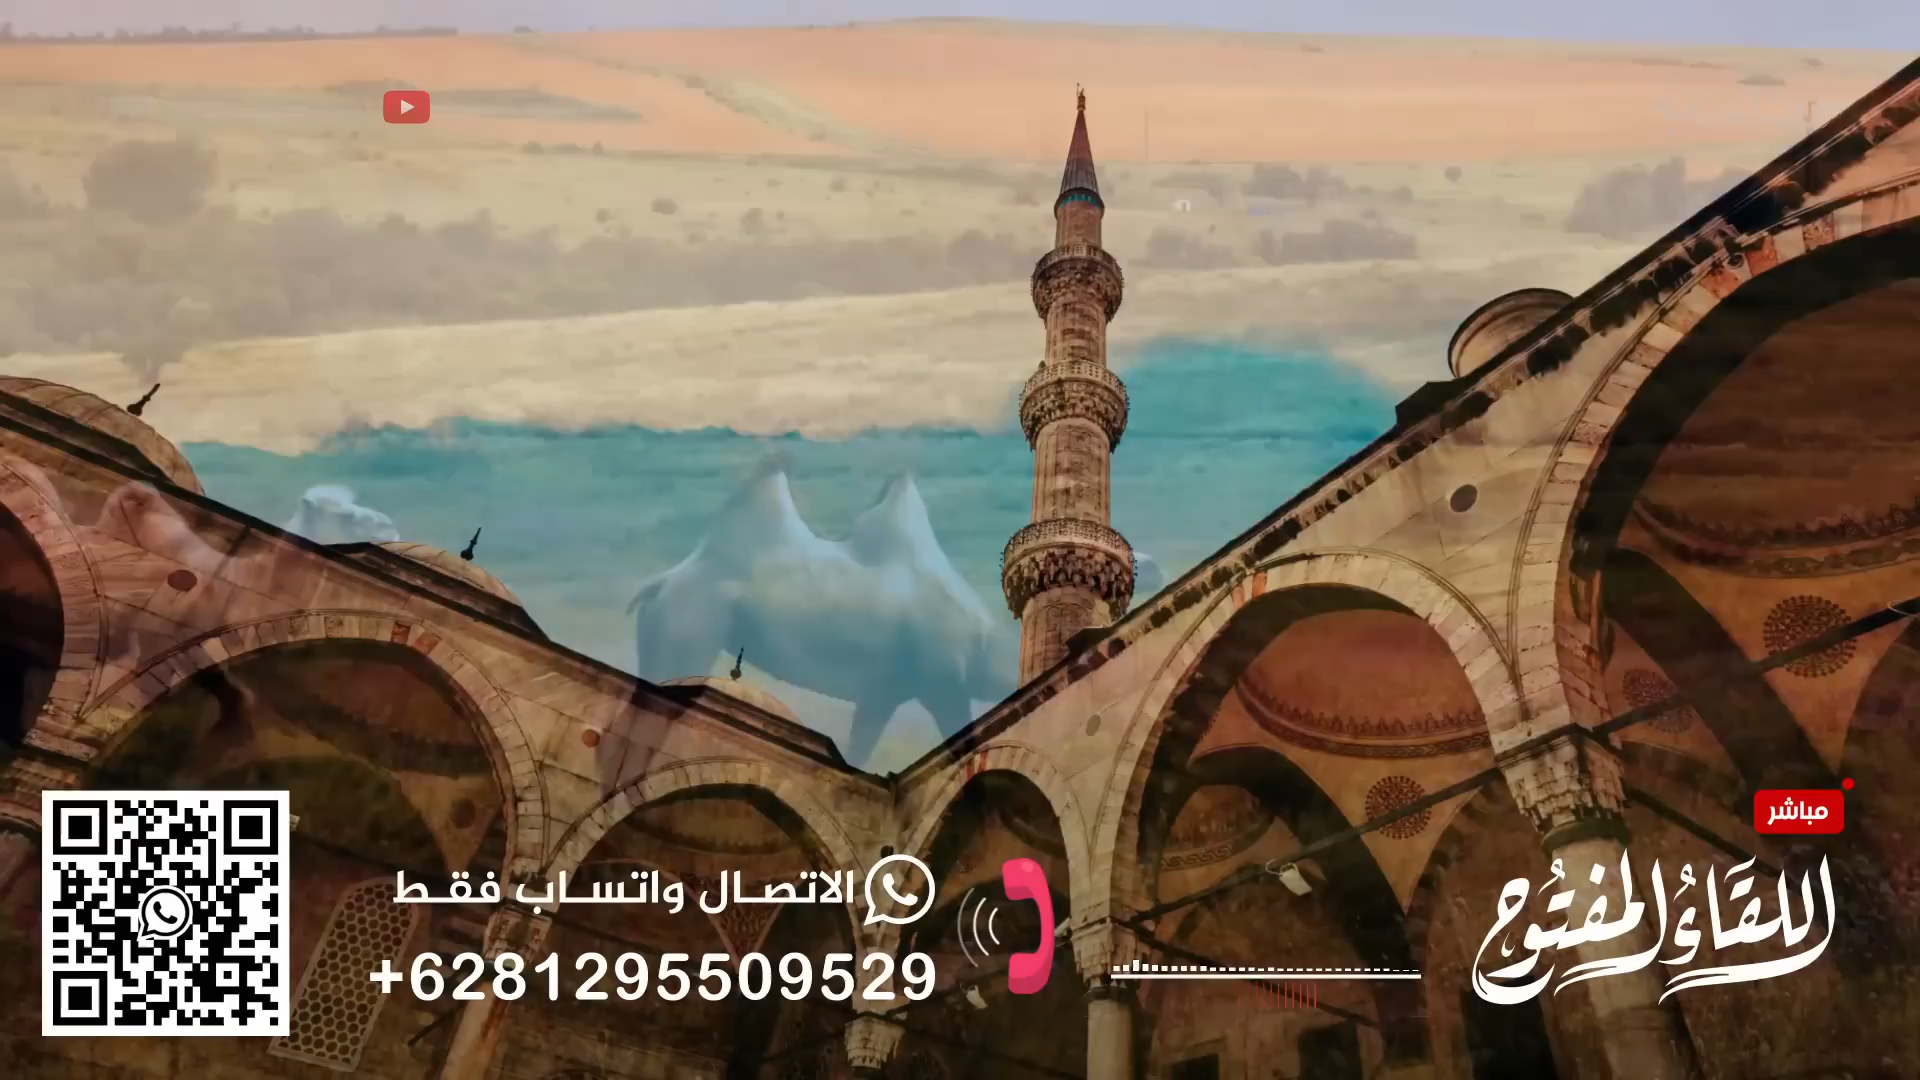 مباشر
اللقاء المفتوح
الاتصال واتساب فقط
+6281295509529